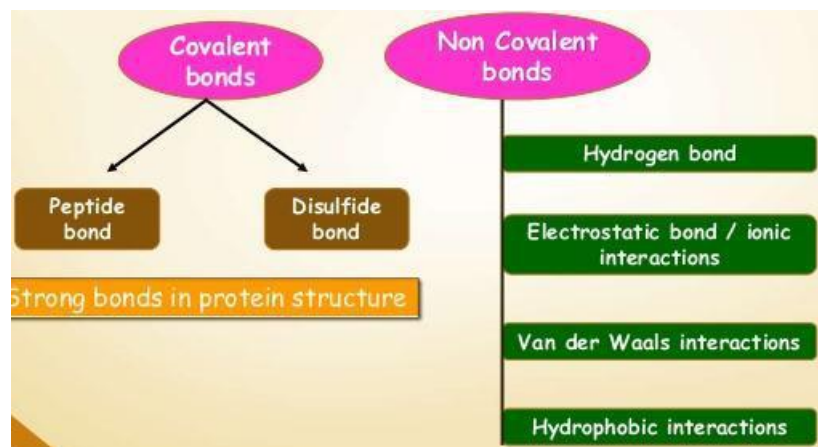 Covalent
bonds
Non Covalent
bonds
Peptide
bond
Disulfide
bond
Strong bonds in protein structure
Hydrogen bond
Electrostatic bond / ionic
interactions
Van der Waals interactions
Hydrophobic interactions